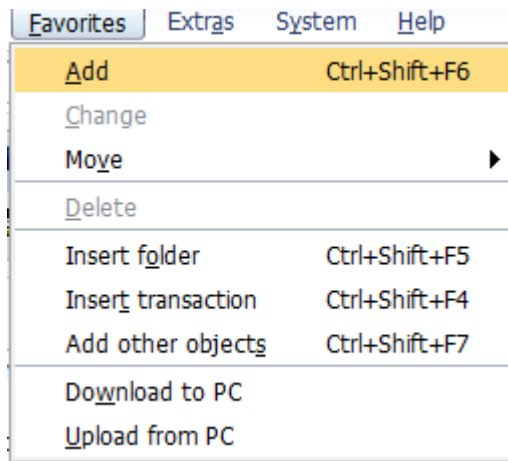 Favorites Extras System Help
Add Ctrl+Shift+F6
Change
Move
Delete
Insert folder Ctrl+Shift+F5
Insert transaction Ctrl+Shift+F4
Add other objects Ctrl+Shift+F7
Download to PC
Upload from PC